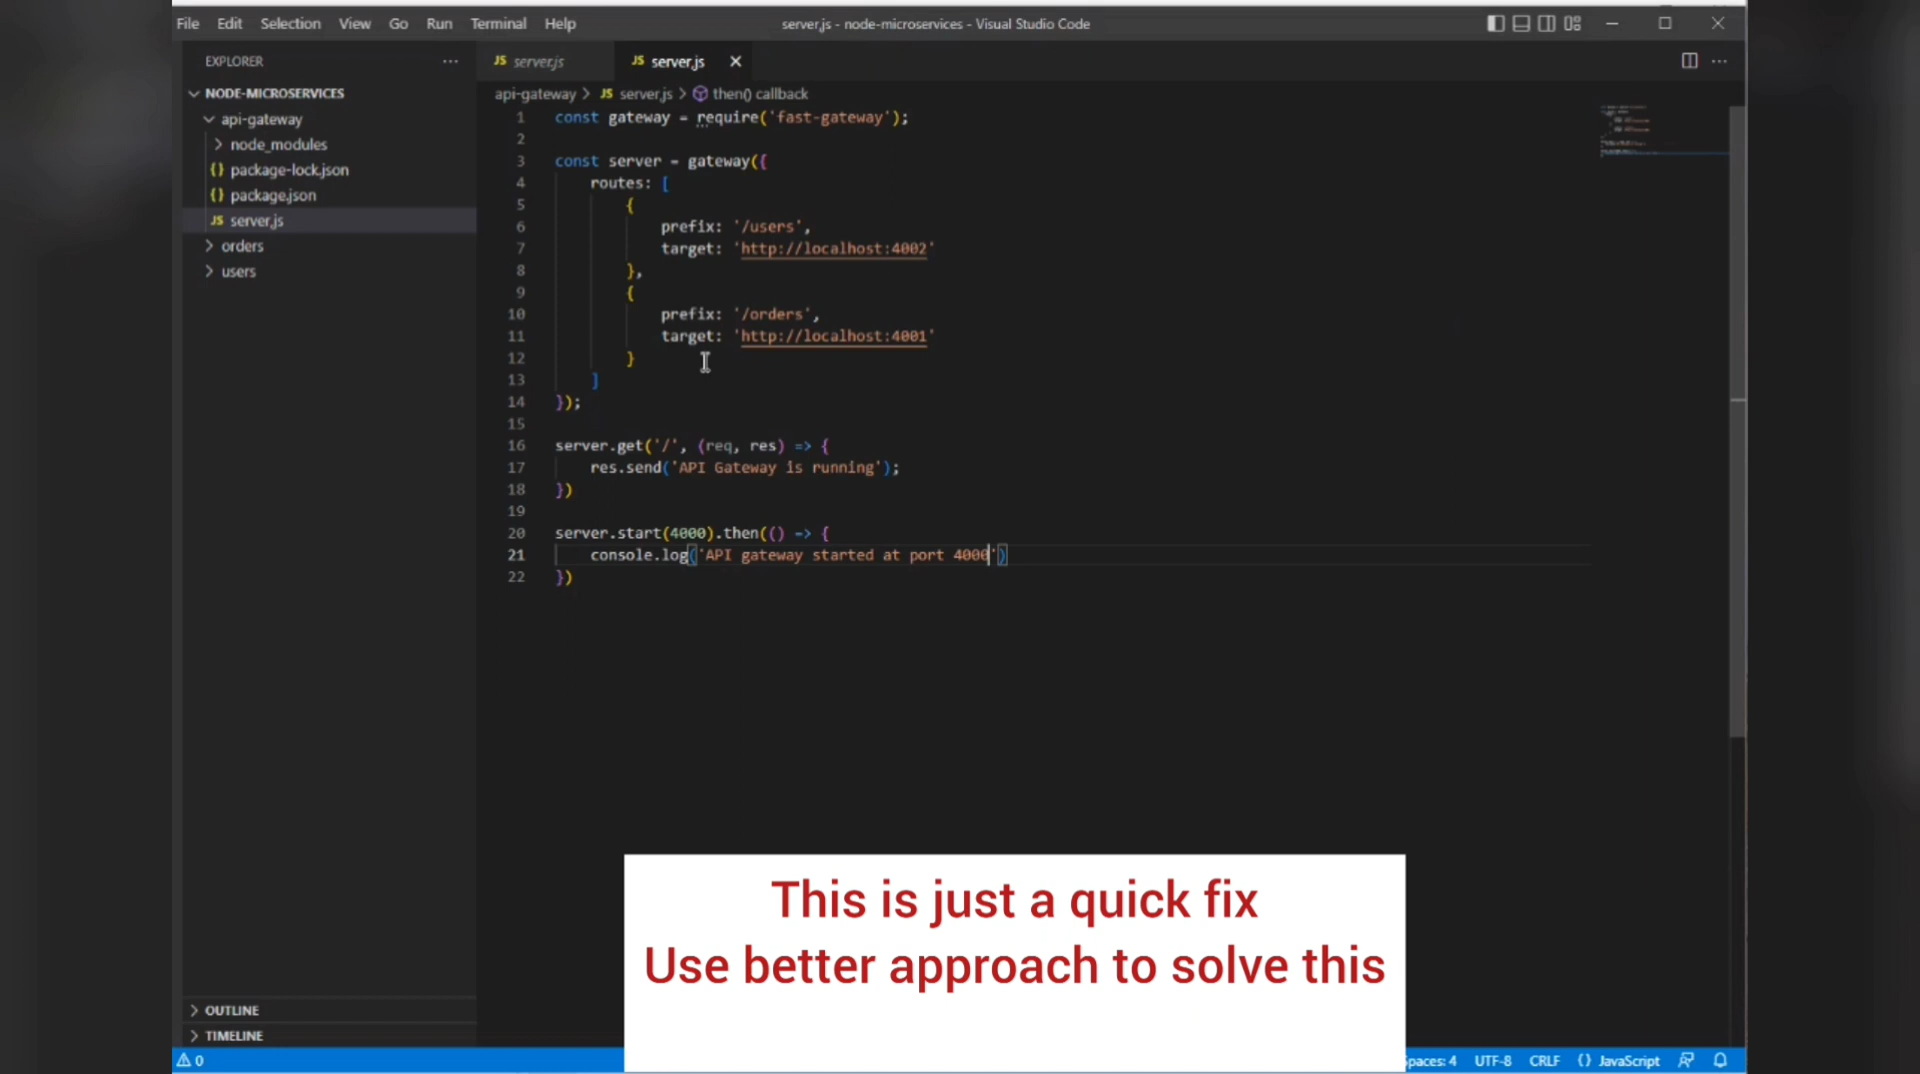 File Edit Selection View Go Run Terminal Help
server.js - node-microservices - Visual Studio Code
EXPLORER
NODE-MICROSERVICES
api-gateway
node_modules
{} package-lock.json
{} package.json
JS server.js
orders
users
OUTLINE
TIMELINE
JS server.js
JS server.js
api-gateway > JS server.js > then() callback
1 const gateway = require('fast-gateway');
2
3 const server = gateway({
4 routes: [
5 {
6 prefix: '/users',
7 target: 'http://localhost:4002'
8 },
9 {
10 prefix: '/orders',
11 target: 'http://localhost:4001'
12 }
13 ]
14 });
15
16 server.get('/', (req, res) => {
17 res.send('API Gateway is running');
18 })
19
20 server.start(4000).then(() => {
21 console.log('API gateway started at port 4000')
22 })
This is just a quick fix
Use better approach to solve this
0
Spaces: 4 UTF-8 CRLF {} JavaScript